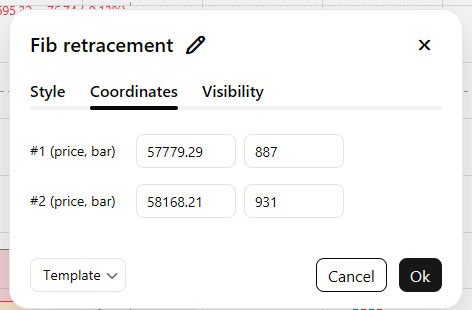 Fib retracement
Style Coordinates Visibility
#1 (price, bar) 57779.29 887
#2 (price, bar) 58168.21 931
Template Cancel Ok